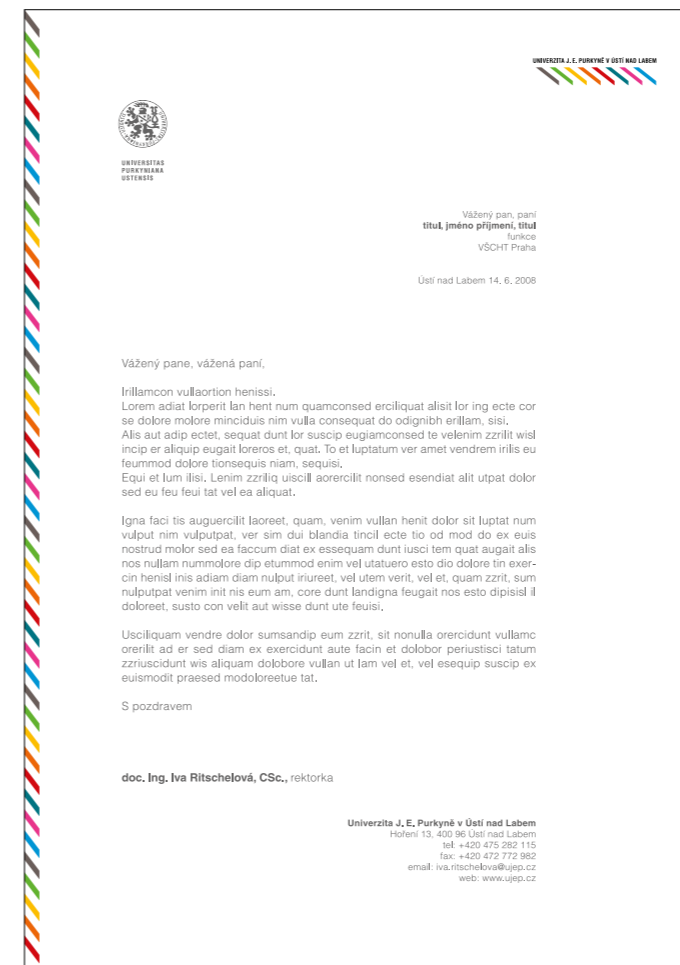 UNIVERZITA J. E. PURKYNĚ V ÚSTÍ NAD LABEM
UNIVERSITAS
PURKYNIANA
USTENSIS
Vážený pan, paní
titul, jméno příjmení, titul
funkce
VŠCHT Praha
Ústí nad Labem 14. 6. 2008
Vážený pane, vážená paní,
Irillamcon vullaortion henissi.
Lorem adiat lorperit lan hent num quamconsed erciliquat alisit lor ing ecte cor
se dolore molore minciduis nim vulla consequat do odignibh erillam, sisi.
Alis aut adip ectet, sequat dunt lor suscip eugiamconsed te velenim zzrilit wisl
incip er aliquip eugait loreros et, quat. To et luptatum ver amet vendrem irilis eu
feummod dolore tionsequis niam, sequisi.
Equi et lum ilisi. Lenim zzriliq uiscill aorercilit nonsed esendiat alit utpat dolor
sed eu feu feui tat vel ea aliquat.
Igna faci tis auguercilit laoreet, quam, venim vullan henit dolor sit luptat num
vulput nim vulputpat, ver sim dui blandia tincil ecte tio od mod do ex euis
nostrud molor sed ea faccum diat ex essequam dunt iusci tem quat augait alis
nos nullam nummolore dip etummod enim vel utatuero esto dio dolore tin exer-
cin henisl inis adiam diam nulput iriureet, vel utem verit, vel et, quam zzrit, sum
nulputpat venim init nis eum am, core dunt landigna feugait nos esto dipisisl il
doloreet, susto con velit aut wisse dunt ute feuisi.
Usciliquam vendre dolor sumsandip eum zzrit, sit nonulla orercidunt vullamc
orerilit ad er sed diam ex exercidunt aute facin et dolobor periustisci tatum
zzriuscidunt wis aliquam dolobore vullan ut lam vel et, vel esequip suscip ex
euismodit praesed modoloreetue tat.
S pozdravem
doc. Ing. Iva Ritschelová, CSc., rektorka
Univerzita J. E. Purkyně v Ústí nad Labem
Hoření 13, 400 96 Ústí nad Labem
tel: +420 475 282 115
fax: +420 472 772 982
email: iva.ritschelova@ujep.cz
web: www.ujep.cz